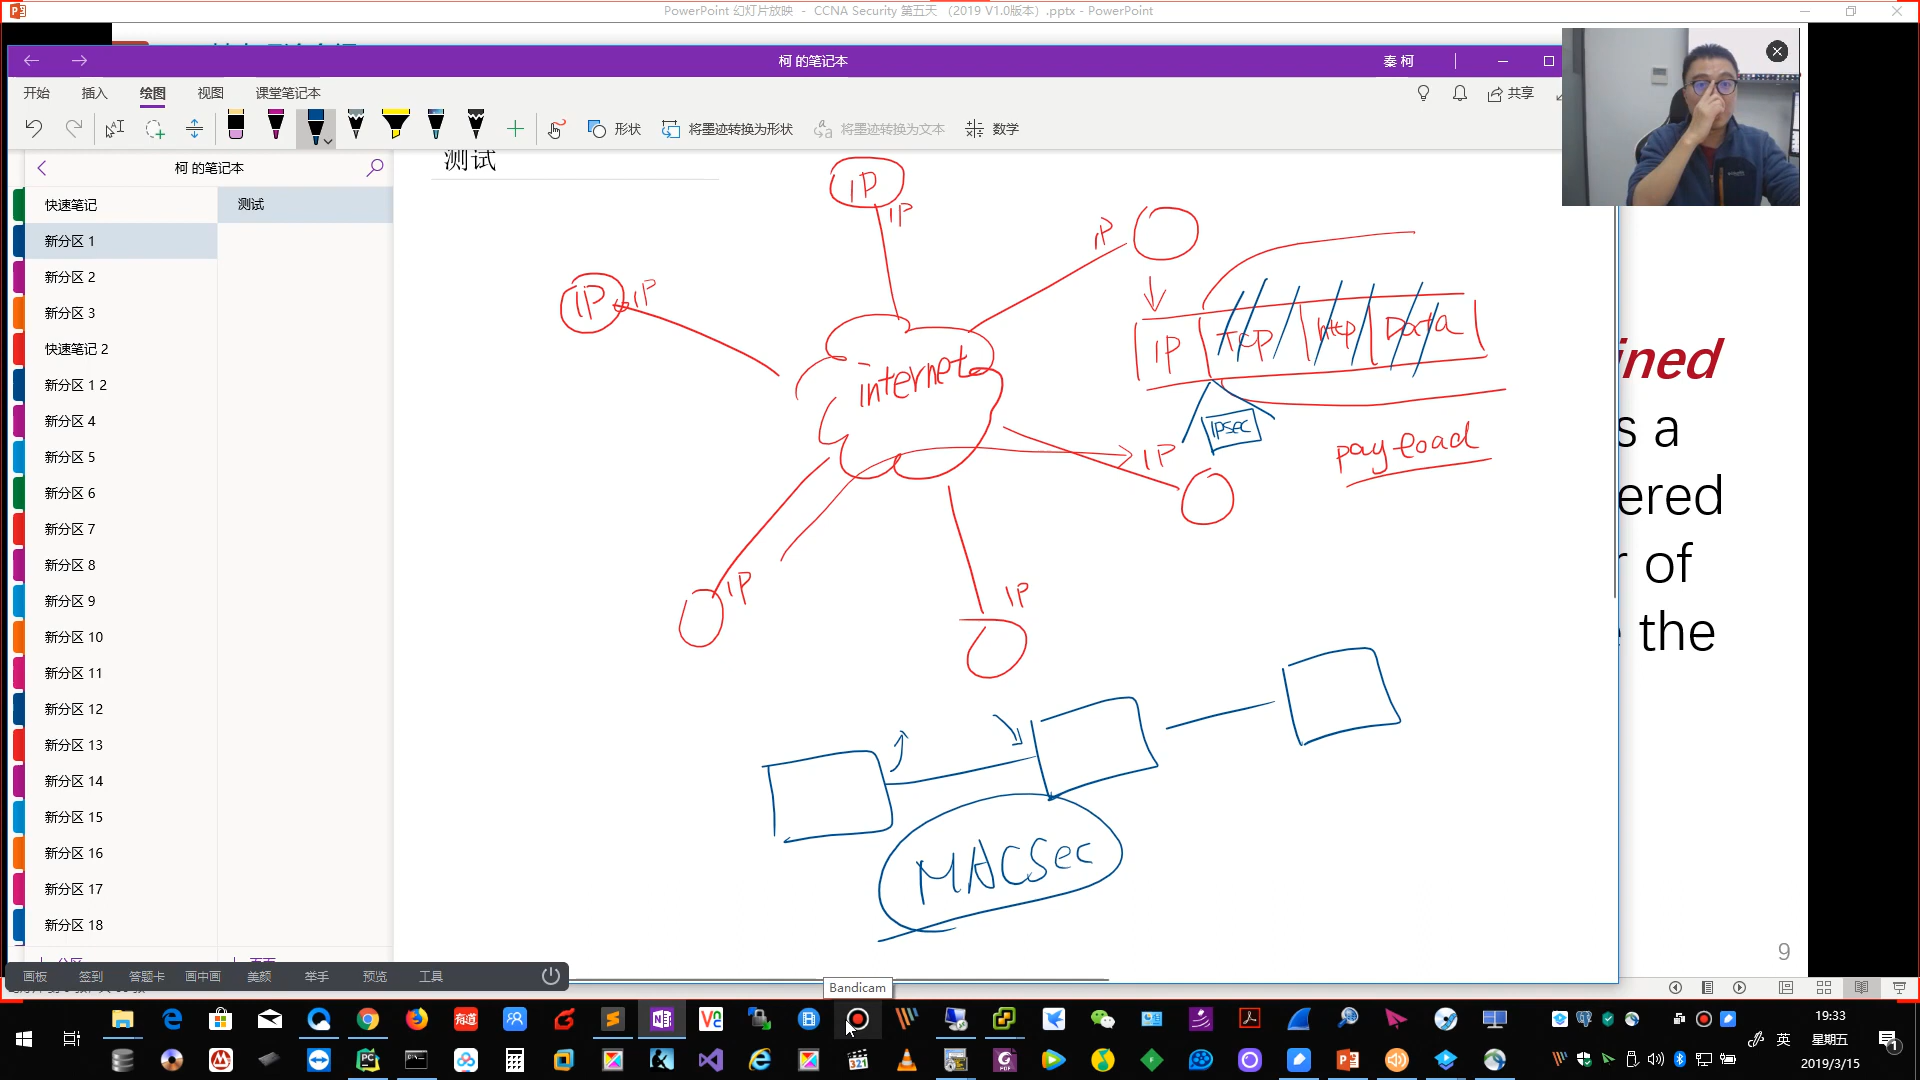 PowerPoint 幻灯片放映 - CCNA Security 第五天 （2019 V1.0版本）.pptx - PowerPoint
柯 的笔记本
秦 柯
开始 插入 绘图 视图 课堂笔记本
共享
形状 将墨迹转换为形状 将墨迹转换为文本 数学
柯 的笔记本
快速笔记
新分区 1
新分区 2
新分区 3
快速笔记 2
新分区 1 2
新分区 4
新分区 5
新分区 6
新分区 7
新分区 8
新分区 9
新分区 10
新分区 11
新分区 12
新分区 13
新分区 14
新分区 15
新分区 16
新分区 17
新分区 18
测试
测试
IP
IP
IP
IP
IP
internet
IP TCP http Data
IPsec
payload
IP
IP
IP
MACSec
ined
s a
ered
r of
the
9
画板 签到 答题卡 画中画 美颜 举手 预览 工具
Bandicam
有道
英
19:33
星期五
2019/3/15